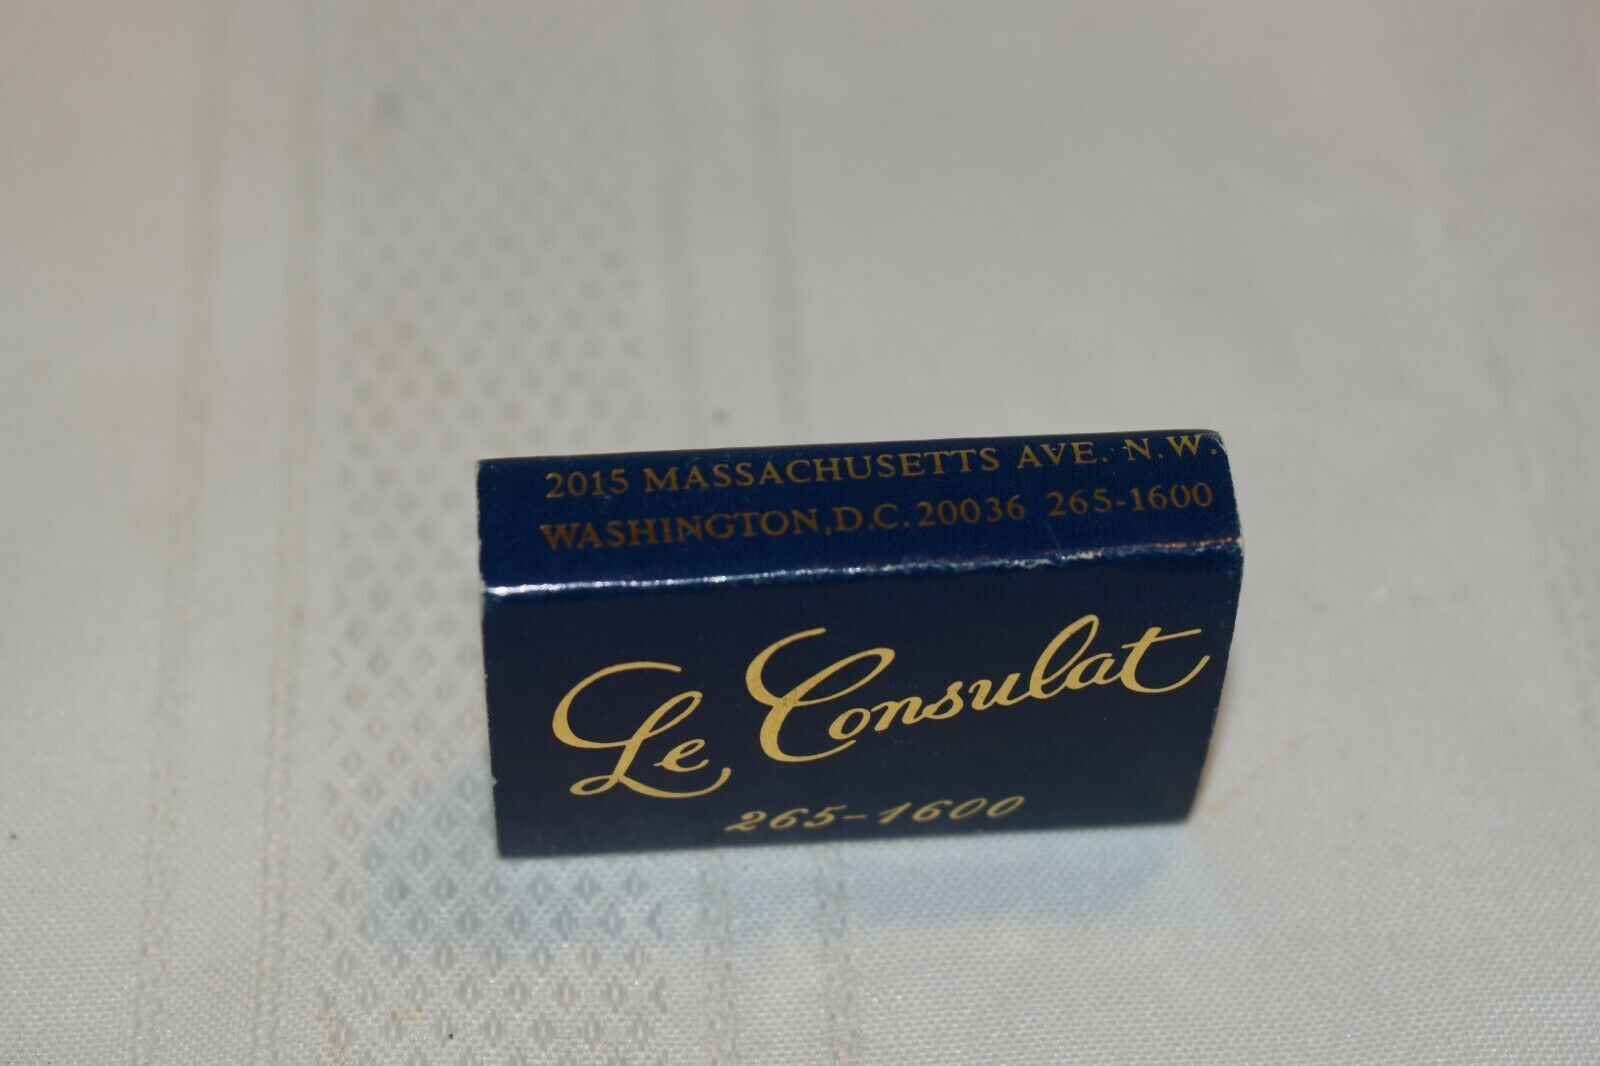 2015 MASSACHUSETTS AVE. N.W.
WASHINGTON, D.C. 20036 265-1600
Le Consulat
265-1600